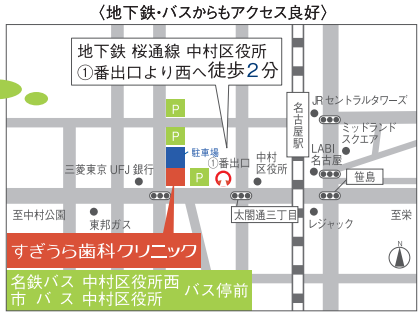 〈地下鉄・バスからもアクセス良好〉
地下鉄 桜通線 中村区役所
①番出口より西へ徒歩2分
P
P
駐車場
P
①番出口
三菱東京 UFJ 銀行
中村
区役所
名古屋駅
JRセントラルタワーズ
ミッドランド
スクエア
LABI
名古屋
笹島
至中村公園
東邦ガス
太閤通三丁目
レジャック
至栄
すぎうら歯科クリニック
N
名鉄バス 中村区役所西
市 バ ス 中村区役所
バス停前